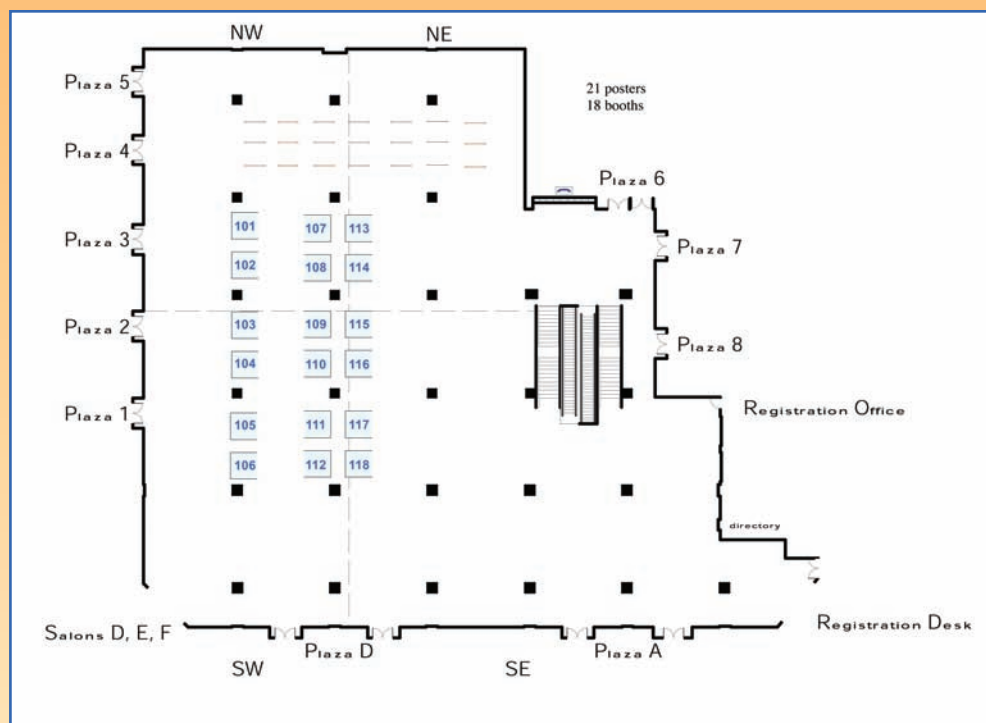 NW
NE
Plaza 5
21 posters
18 booths
Plaza 4
Plaza 6
101
107
113
Plaza 3
Plaza 7
102
108
114
103
109
115
Plaza 2
Plaza 8
104
110
116
Plaza 1
Registration Office
105
111
117
106
112
118
directory
Salons D, E, F
Registration Desk
Plaza D
Plaza A
SW
SE